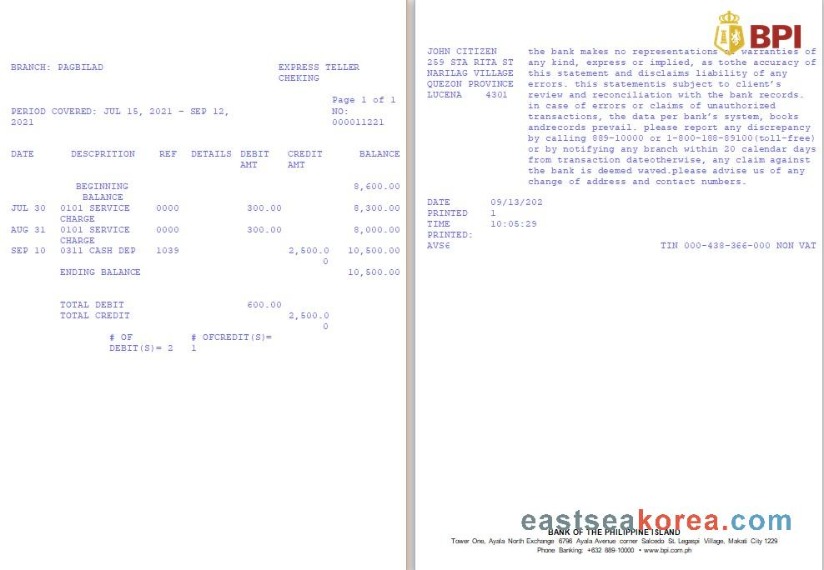 BRANCH: PAGBILAD EXPRESS TELLER
CHEKING
Page 1 of 1
PERIOD COVERED: JUL 15, 2021 – SEP 12, NO:
2021 000011221
DATE DESCPRITION REF DETAILS DEBIT CREDIT BALANCE
AMT AMT
BEGINNING 8,600.00
BALANCE
JUL 30 0101 SERVICE 0000 300.00 8,300.00
CHARGE
AUG 31 0101 SERVICE 0000 300.00 8,000.00
CHARGE
SEP 10 0311 CASH DEP 1039 2,500.0 10,500.00
0
ENDING BALANCE 10,500.00
TOTAL DEBIT 600.00
TOTAL CREDIT 2,500.0
0
# OF # OFCREDIT(S)=
DEBIT(S)= 2 1
BPI
JOHN CITIZEN
259 STA RITA ST
NARILAG VILLAGE
QUEZON PROVINCE
LUCENA 4301
the bank makes no representations warranties of
any kind, express or implied, as tothe accuracy of
this statement and disclaims liability of any
errors. this statementis subject to client's
review and reconciliation with the bank records.
in case of errors or claims of unauthorized
transactions, the data per bank's system, books
andrecords prevail. please report any discrepancy
by calling 889-10000 or 1-800-188-89100(toll-free)
or by notifying any branch within 20 calendar days
from transaction dateotherwise, any claim against
the bank is deemed waved.please advise us of any
change of address and contact numbers.
DATE 09/13/202
PRINTED 1
TIME 10:05:29
PRINTED:
AVS6 TIN 000-438-366-000 NON VAT
eastseakorea.com
BANK OF THE PHILIPPINE ISLAND
Tower One, Ayala North Exchange 6796 Ayala Avenue corner Salcedo St. Legaspi Village, Makati City 1229
Phone Banking: +632 889-10000 • www.bpi.com.ph